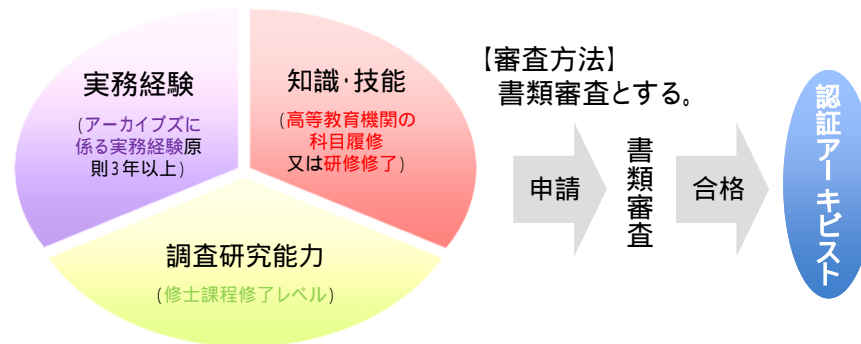 実務経験
(アーカイブズに
係る実務経験原
則3年以上)
知識・技能
(高等教育機関の
科目履修
又は研修修了)
調査研究能力
(修士課程修了レベル)
【審査方法】
書類審査とする。
申請
書類審査
合格
認証アーキビスト